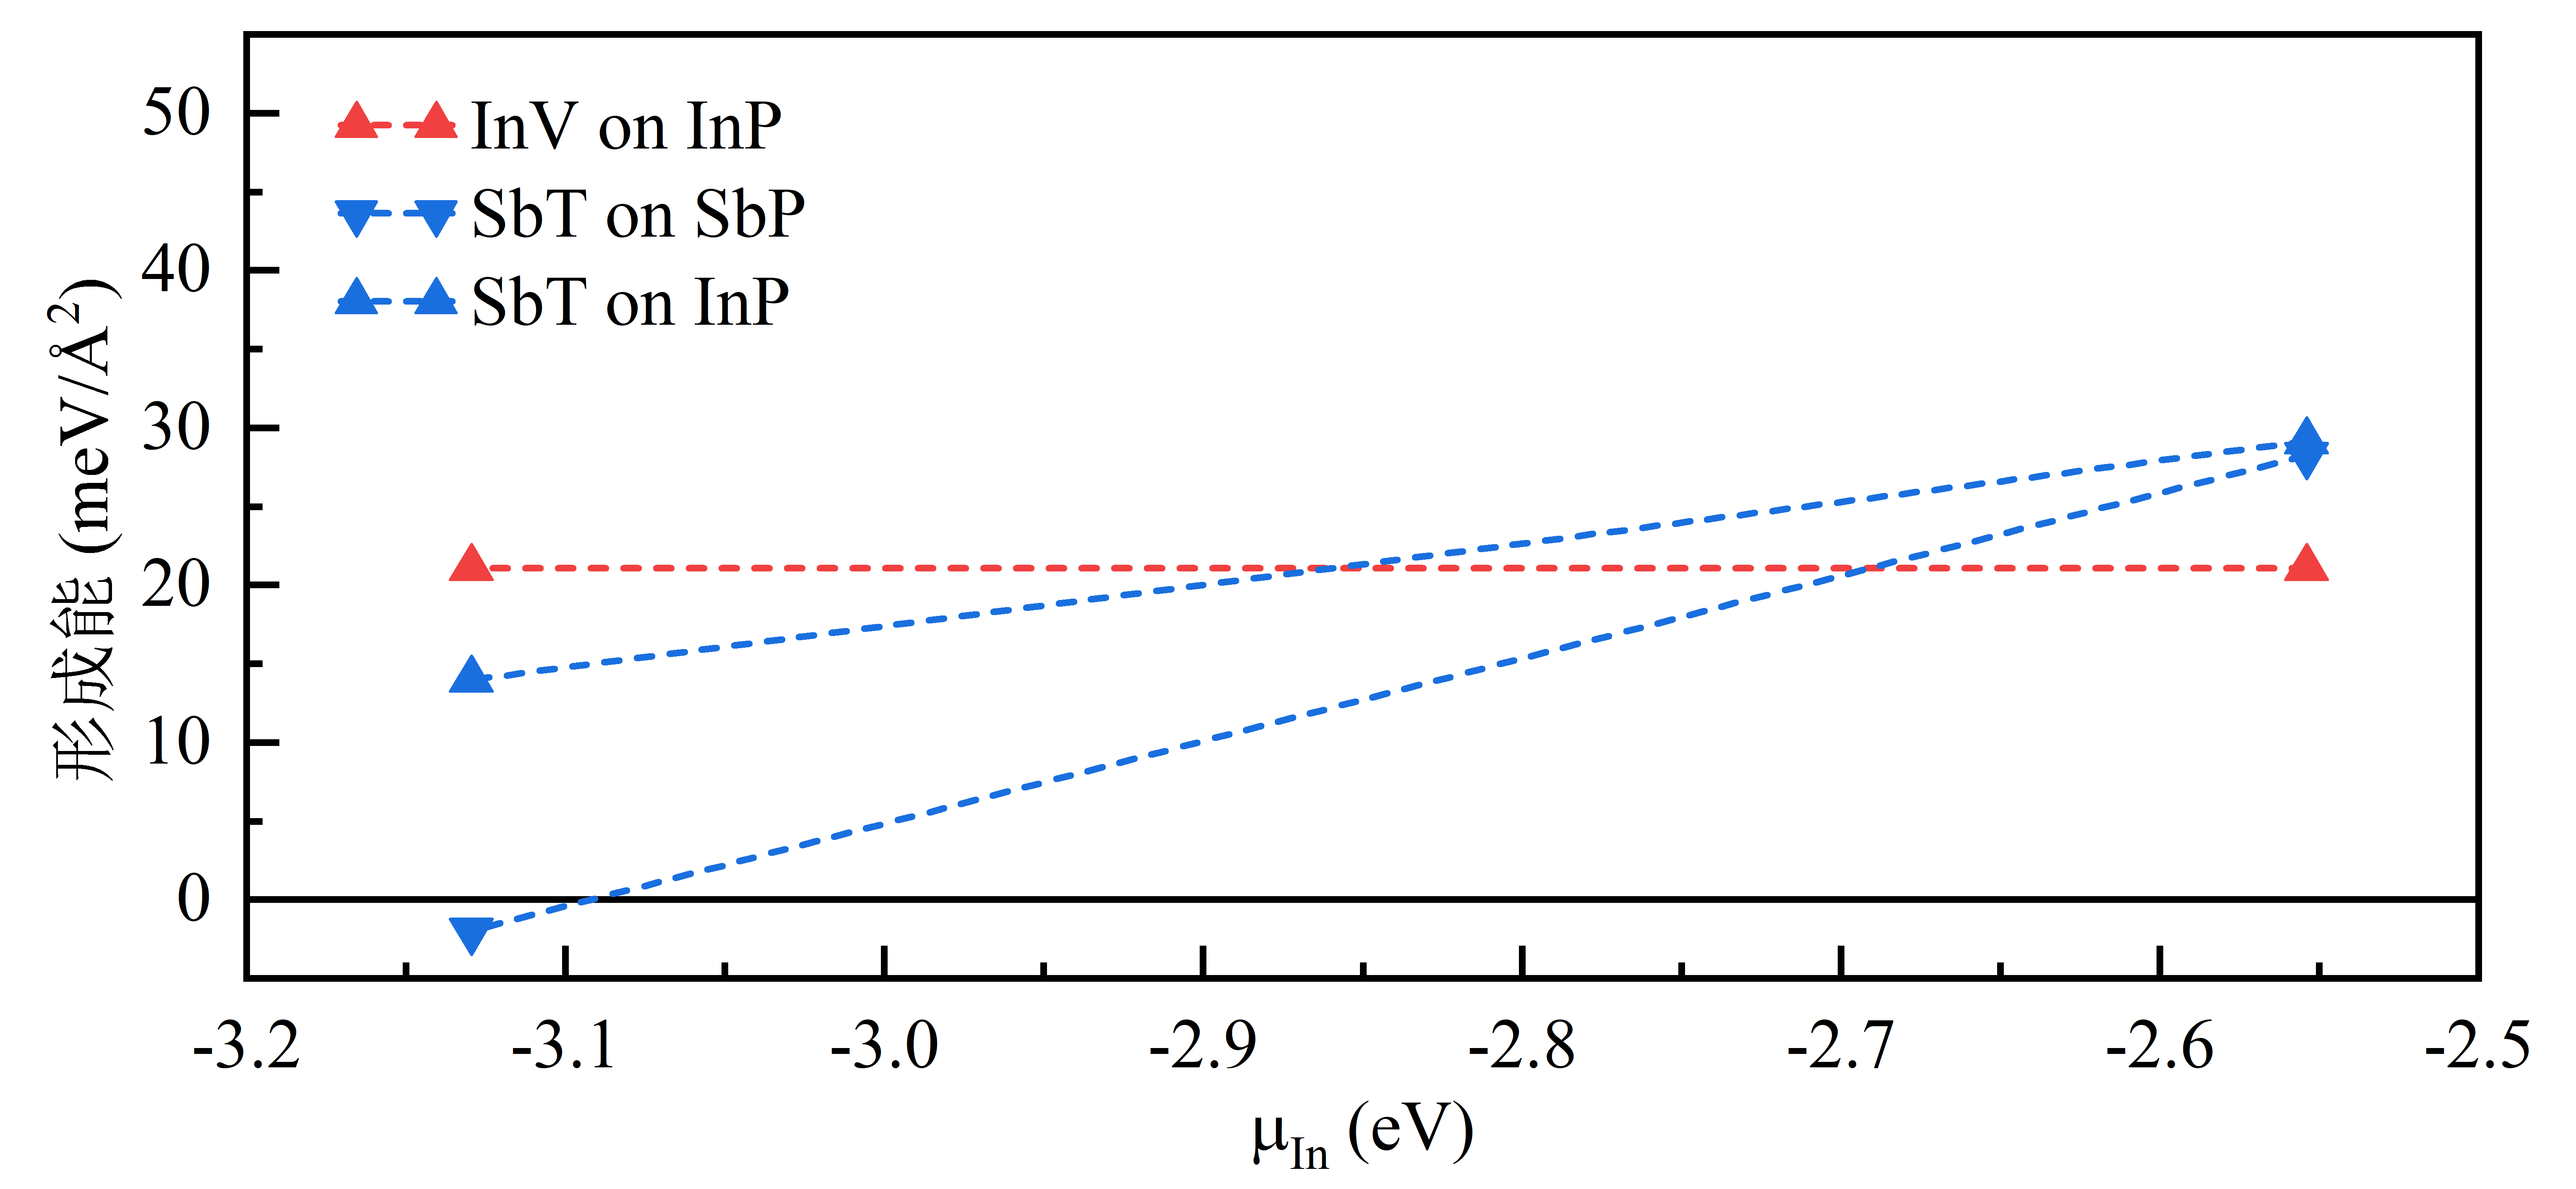 InV on InP
SbT on SbP
SbT on InP
形成能 (meV/Å²)
50
40
30
20
10
0
-3.2 -3.1 -3.0 -2.9 -2.8 -2.7 -2.6 -2.5
μIn (eV)